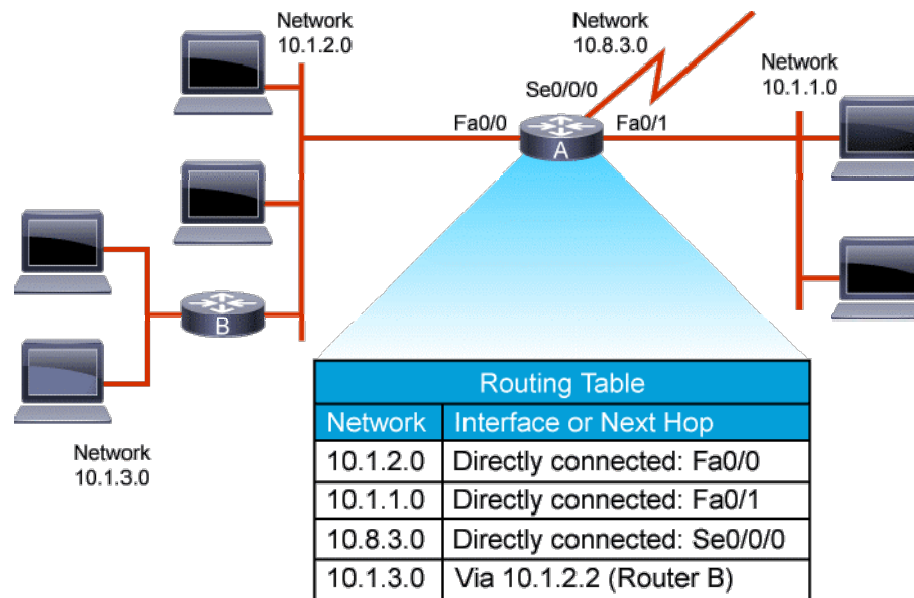 Network
10.1.2.0
Network
10.8.3.0
Network
10.1.1.0
Se0/0/0
Fa0/0
Fa0/1
A
B
Network
10.1.3.0
Routing Table
Network Interface or Next Hop
10.1.2.0 Directly connected: Fa0/0
10.1.1.0 Directly connected: Fa0/1
10.8.3.0 Directly connected: Se0/0/0
10.1.3.0 Via 10.1.2.2 (Router B)